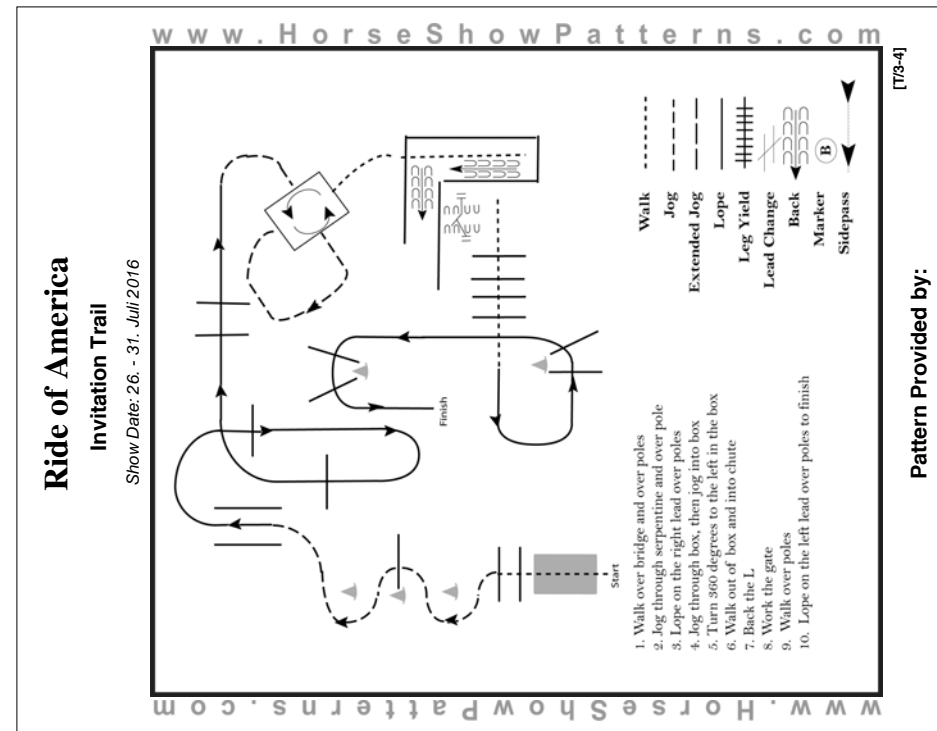 www.HorseShowPatterns.com
Ride of America
Invitation Trail
Show Date: 26. - 31. Juli 2016
[T/3-4]
Finish
Start
1. Walk over bridge and over poles
2. Jog through serpentine and over pole
3. Lope on the right lead over poles
4. Jog through box, then jog into box
5. Turn 360 degrees to the left in the box
6. Walk out of box and into chute
7. Back the L
8. Work the gate
9. Walk over poles
10. Lope on the left lead over poles to finish
Walk
Jog
Extended Jog
Lope
Leg Yield
Lead Change
Back
Marker
B
Sidepass
Pattern Provided by:
www.HorseShowPatterns.com